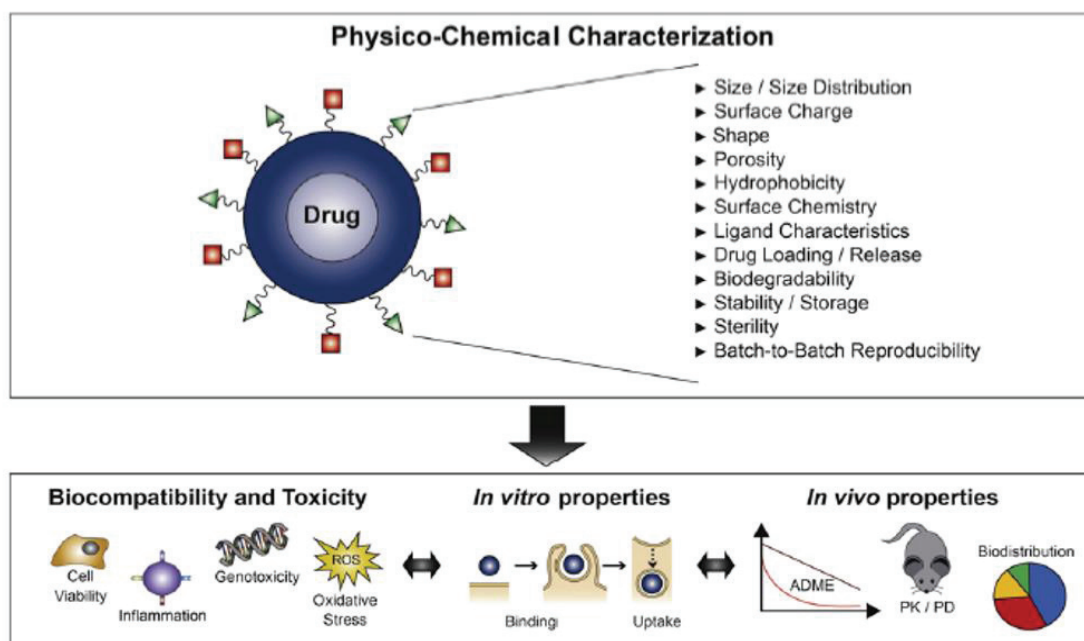 Physico-Chemical Characterization
Drug
► Size / Size Distribution
► Surface Charge
► Shape
► Porosity
► Hydrophobicity
► Surface Chemistry
► Ligand Characteristics
► Drug Loading / Release
► Biodegradability
► Stability / Storage
► Sterility
► Batch-to-Batch Reproducibility
Biocompatibility and Toxicity
Cell
Viability
Inflammation
Genotoxicity
ROS
Oxidative
Stress
In vitro properties
Binding
Uptake
In vivo properties
ADME
PK / PD
Biodistribution